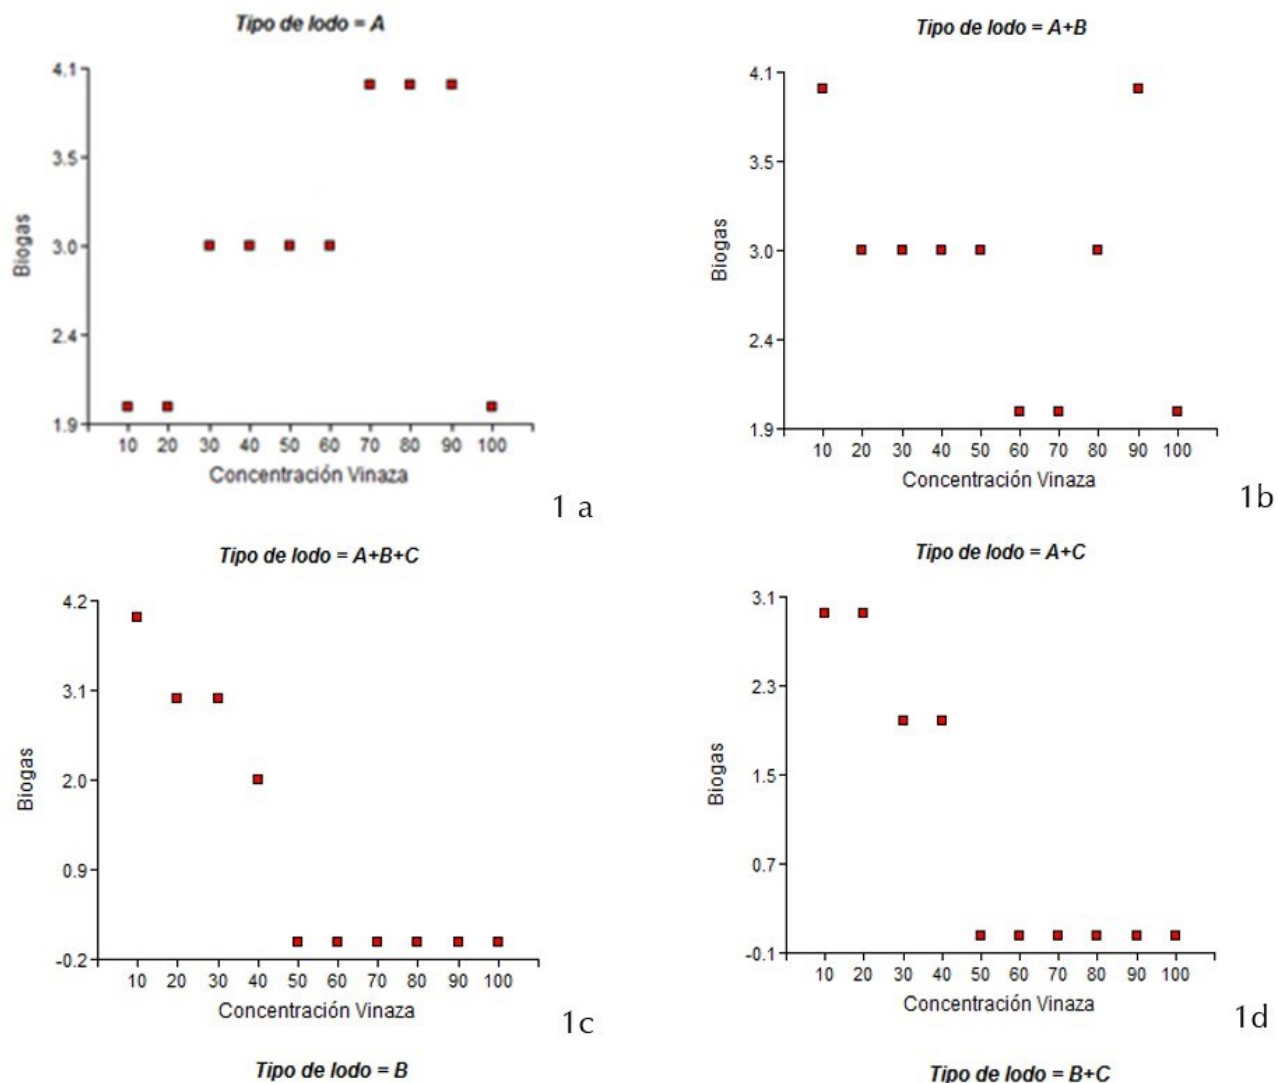 Tipo de lodo = A
4.1
3.5
3.0
2.4
1.9
Biogas
10 20 30 40 50 60 70 80 90 100
Concentración Vinaza
1 a
Tipo de lodo = A+B
4.1
3.5
3.0
2.4
1.9
Biogas
10 20 30 40 50 60 70 80 90 100
Concentración Vinaza
1b
Tipo de lodo = A+B+C
4.2
3.1
2.0
0.9
-0.2
Biogas
10 20 30 40 50 60 70 80 90 100
Concentración Vinaza
1c
Tipo de lodo = A+C
3.1
2.3
1.5
0.7
-0.1
Biogas
10 20 30 40 50 60 70 80 90 100
Concentración Vinaza
1d
Tipo de lodo = B
Tipo de lodo = B+C